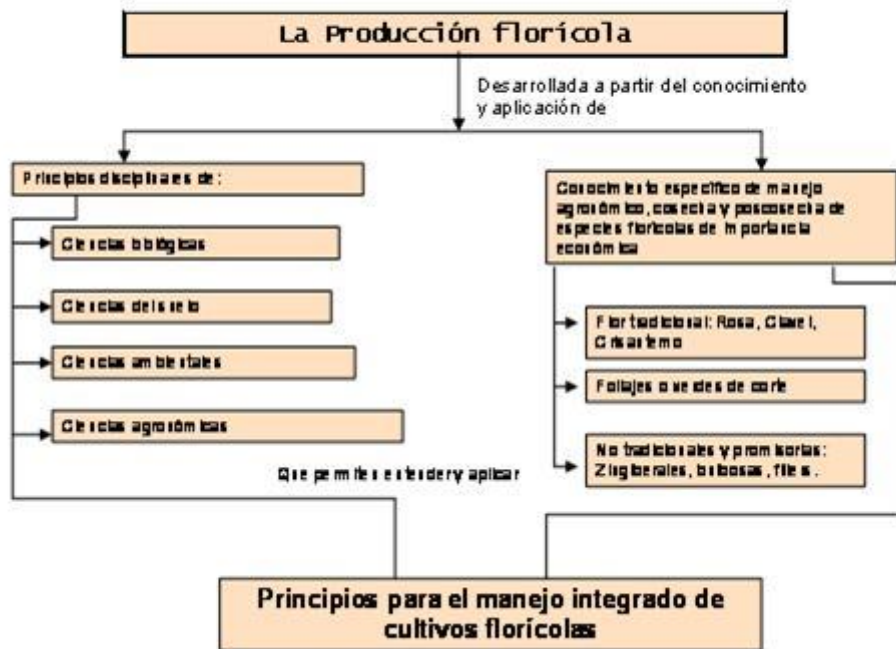 La Producción florícola
Desarrollada a partir del conocimiento
y aplicación de
Principios disciplinares de:
Ciencias biológicas
Ciencias del suelo
Ciencias ambientales
Ciencias agronómicas
Conocimiento específico de manejo
agronómico, cosecha y poscosecha de
especies florícolas de importancia
económica
Flor tradicional: Rosa, Clavel,
Crisantemo
Follajes o verdes de corte
No tradicionales y promisorias:
Zingiberales, bulbosas, fillers.
Que permiten entender y aplicar
Principios para el manejo integrado de
cultivos florícolas